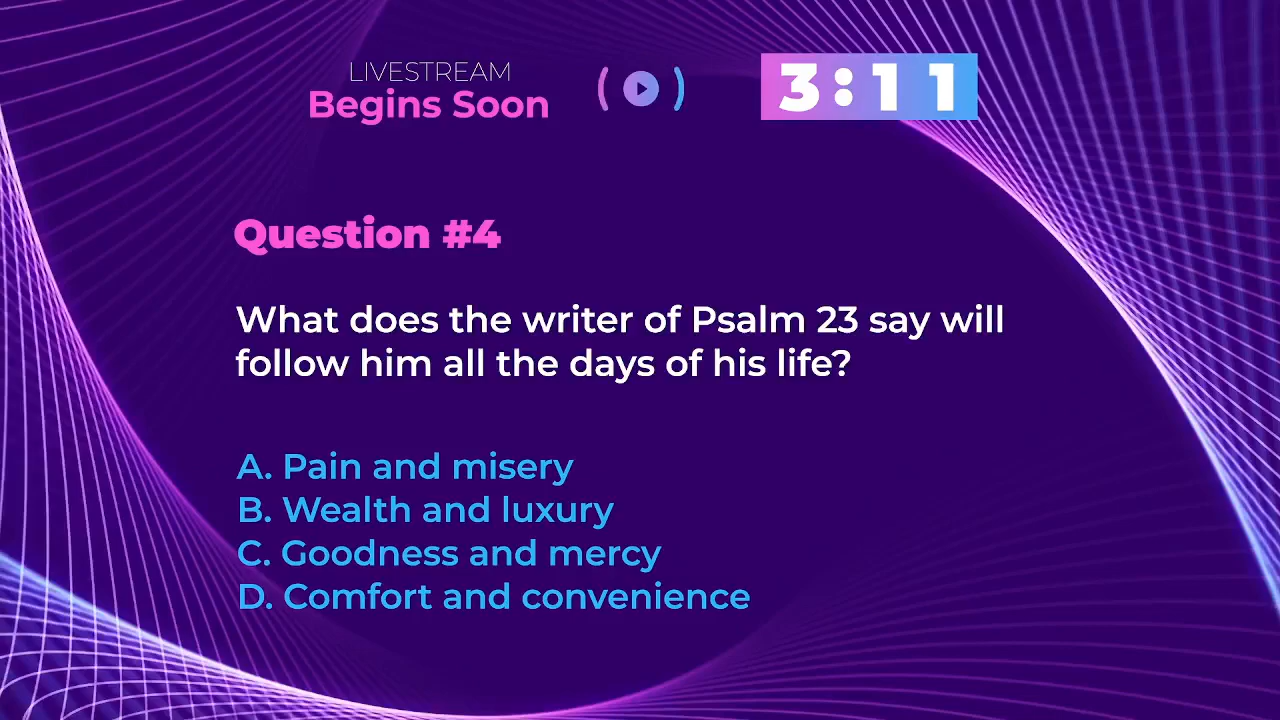 LIVESTREAM
Begins Soon
3:11
Question #4
What does the writer of Psalm 23 say will
follow him all the days of his life?
A. Pain and misery
B. Wealth and luxury
C. Goodness and mercy
D. Comfort and convenience